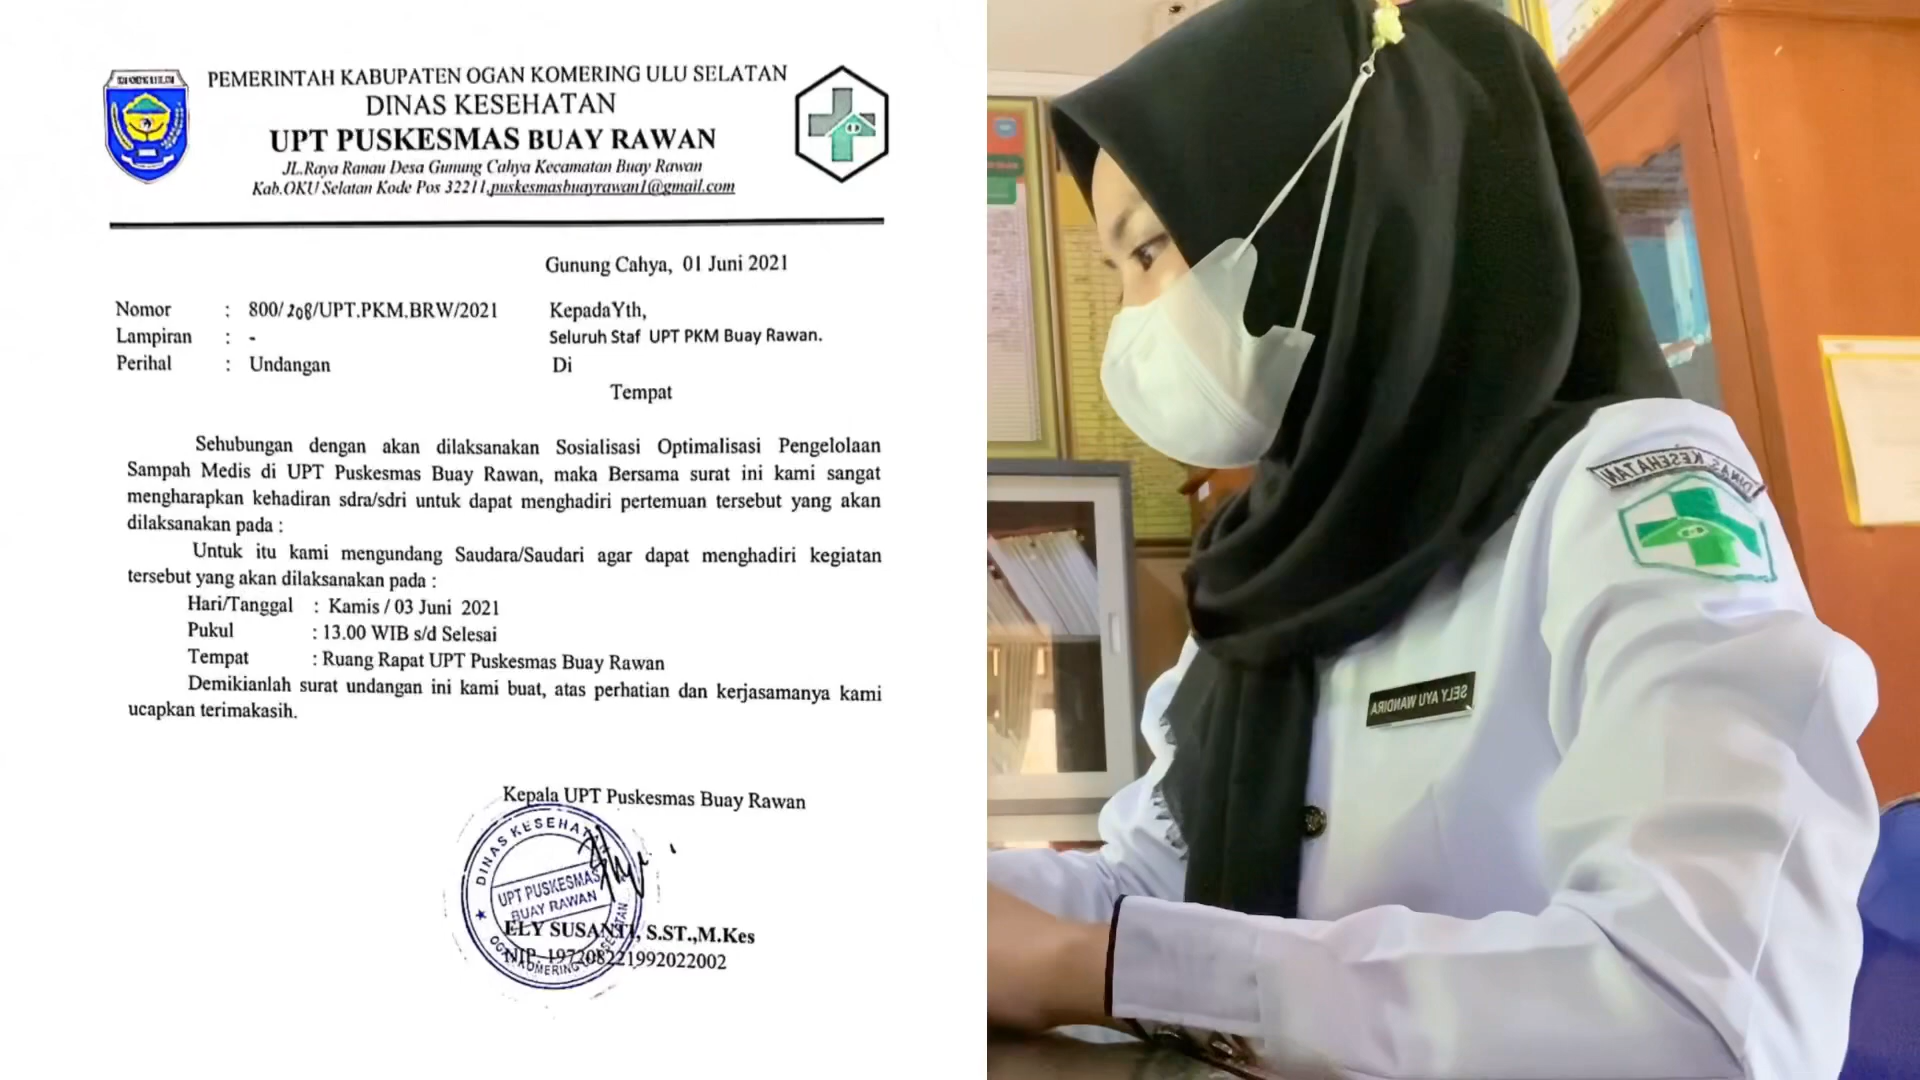 PEMERINTAH KABUPATEN OGAN KOMERING ULU SELATAN
DINAS KESEHATAN
UPT PUSKESMAS BUAY RAWAN
JL.Raya Ranau Desa Gunung Cahya Kecamatan Buay Rawan
Kab.OKU Selatan Kode Pos 32211,puskesmasbuayrawan1@gmail.com
Gunung Cahya, 01 Juni 2021
Nomor : 800/208/UPT.PKM.BRW/2021
Lampiran : -
Perihal : Undangan
KepadaYth,
Seluruh Staf UPT PKM Buay Rawan.
Di
Tempat
Sehubungan dengan akan dilaksanakan Sosialisasi Optimalisasi Pengelolaan
Sampah Medis di UPT Puskesmas Buay Rawan, maka Bersama surat ini kami sangat
mengharapkan kehadiran sdra/sdri untuk dapat menghadiri pertemuan tersebut yang akan
dilaksanakan pada :
Untuk itu kami mengundang Saudara/Saudari agar dapat menghadiri kegiatan
tersebut yang akan dilaksanakan pada :
Hari/Tanggal : Kamis / 03 Juni 2021
Pukul : 13.00 WIB s/d Selesai
Tempat : Ruang Rapat UPT Puskesmas Buay Rawan
Demikianlah surat undangan ini kami buat, atas perhatian dan kerjasamanya kami
ucapkan terimakasih.
Kepala UPT Puskesmas Buay Rawan
DINAS KESEHATAN
UPT PUSKESMAS
BUAY RAWAN
ELY SUSANTI, S.ST.,M.Kes
NIP. 197208221992022002
DINAS KESEHATAN
SELY AYU WANDIRA